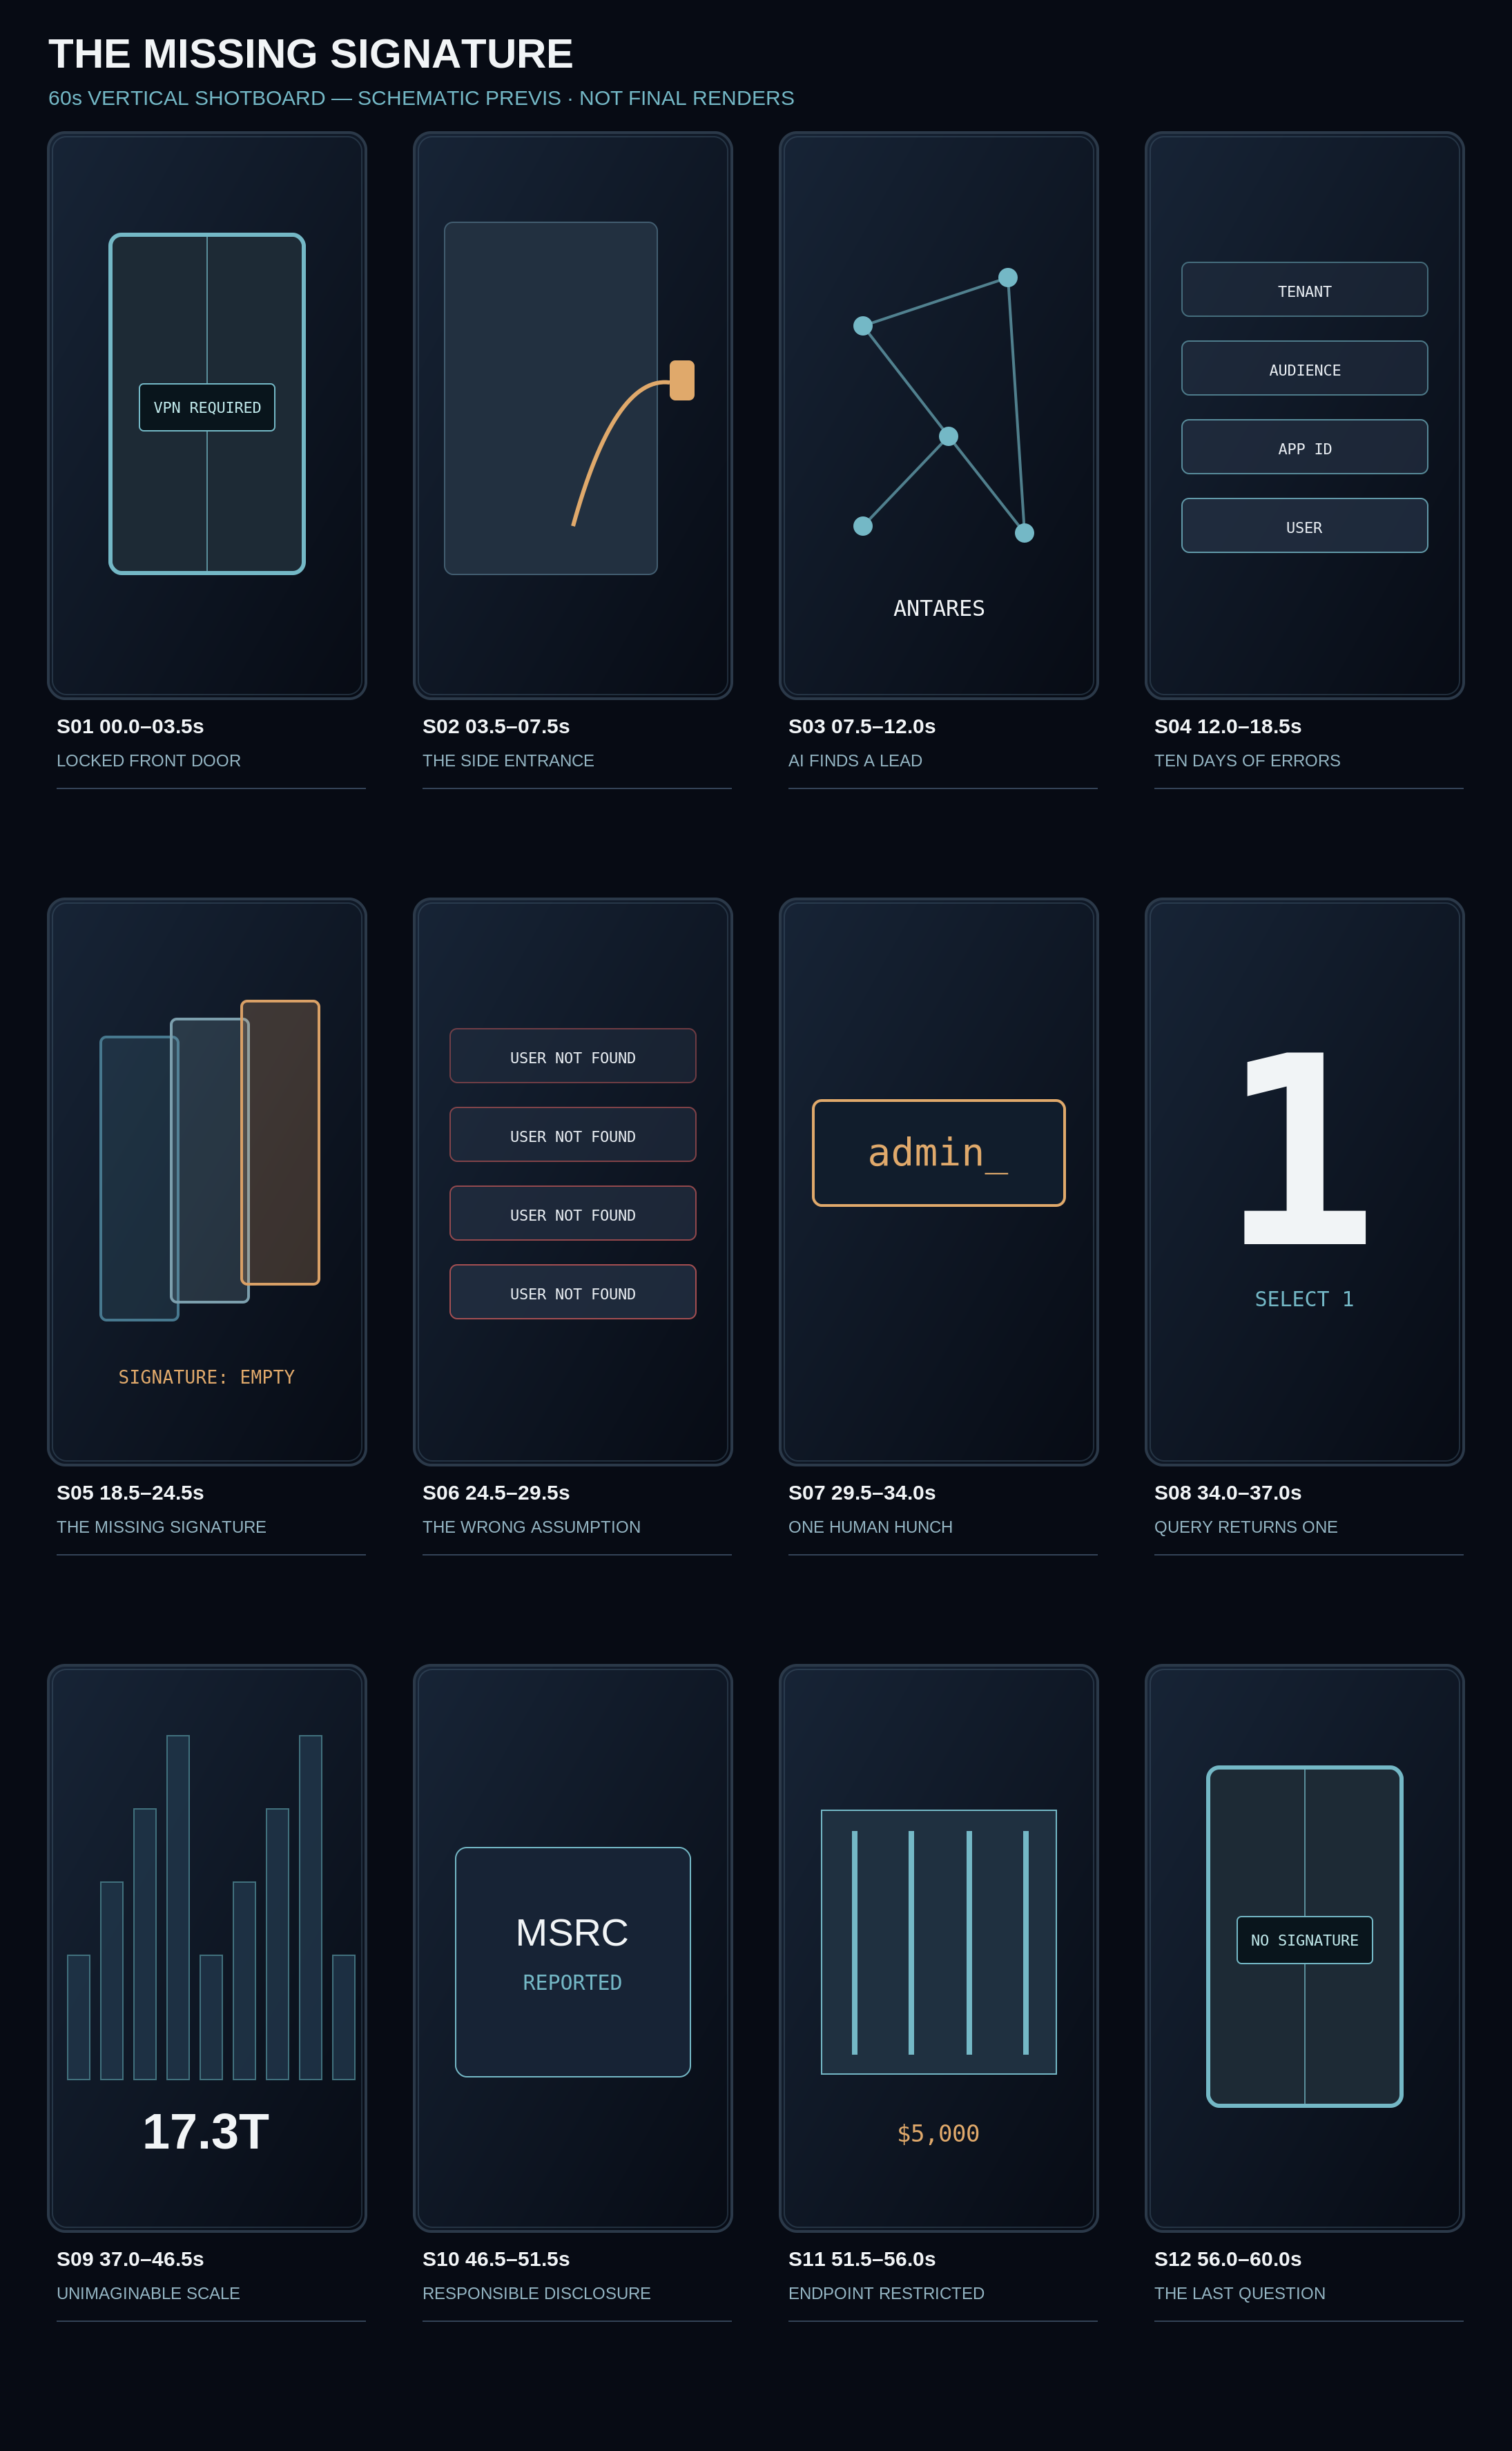 THE MISSING SIGNATURE
60s VERTICAL SHOTBOARD — SCHEMATIC PREVIS · NOT FINAL RENDERS
VPN REQUIRED
S01 00.0–03.5s
LOCKED FRONT DOOR
S02 03.5–07.5s
THE SIDE ENTRANCE
ANTARES
S03 07.5–12.0s
AI FINDS A LEAD
TENANT
AUDIENCE
APP ID
USER
S04 12.0–18.5s
TEN DAYS OF ERRORS
SIGNATURE: EMPTY
S05 18.5–24.5s
THE MISSING SIGNATURE
USER NOT FOUND
USER NOT FOUND
USER NOT FOUND
USER NOT FOUND
S06 24.5–29.5s
THE WRONG ASSUMPTION
admin_
S07 29.5–34.0s
ONE HUMAN HUNCH
1
SELECT 1
S08 34.0–37.0s
QUERY RETURNS ONE
17.3T
S09 37.0–46.5s
UNIMAGINABLE SCALE
MSRC
REPORTED
S10 46.5–51.5s
RESPONSIBLE DISCLOSURE
$5,000
S11 51.5–56.0s
ENDPOINT RESTRICTED
NO SIGNATURE
S12 56.0–60.0s
THE LAST QUESTION